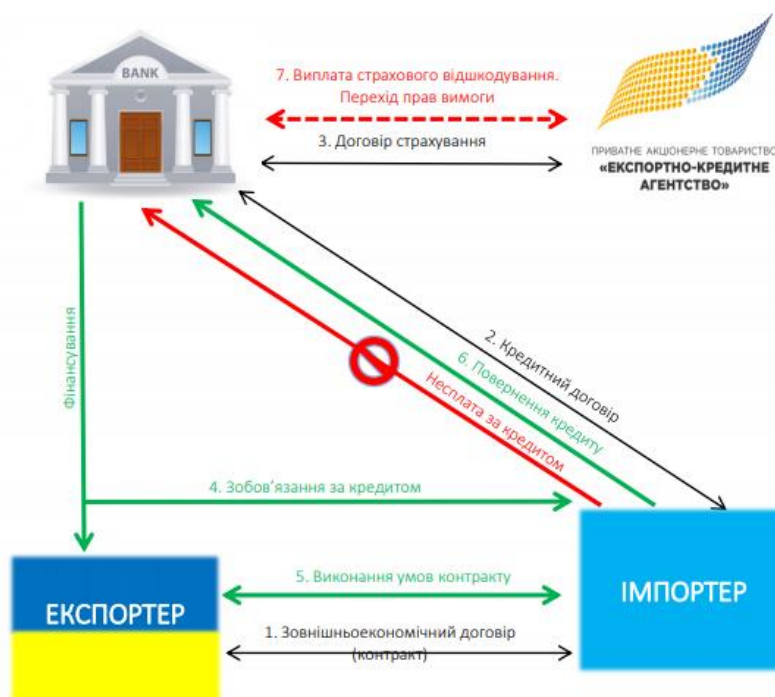 BANK
7. Виплата страхового відшкодування.
Перехід прав вимоги
3. Договір страхування
ПРИВАТНЕ АКЦІОНЕРНЕ ТОВАРИСТВО
«ЕКСПОРТНО-КРЕДИТНЕ
АГЕНТСТВО»
Фінансування
2. Кредитний договір
6. Повернення кредиту
Несплата за кредитом
4. Зобов’язання за кредитом
5. Виконання умов контракту
ЕКСПОРТЕР
ІМПОРТЕР
1. Зовнішньоекономічний договір
(контракт)